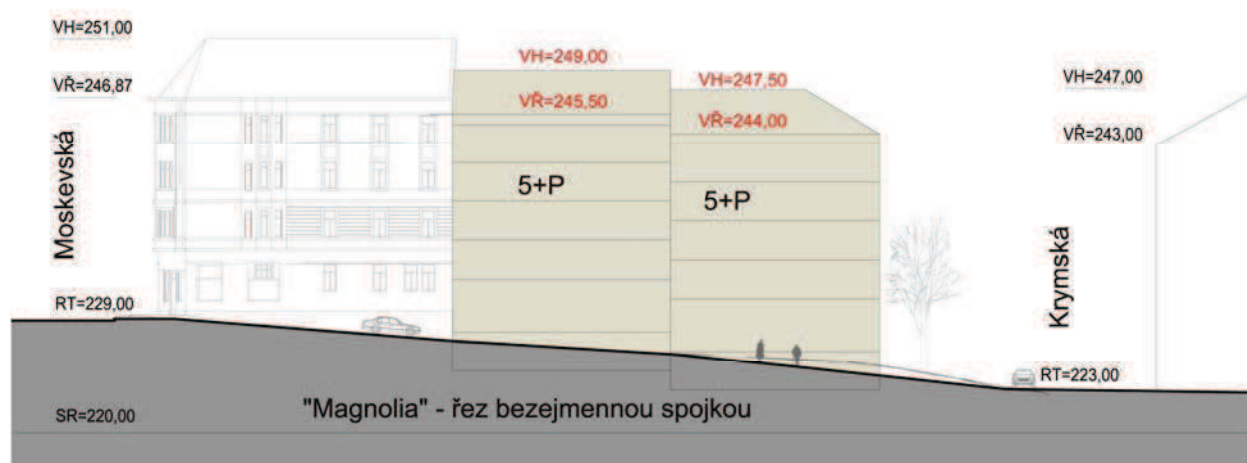 VH=251,00
VH=249,00
VH=247,50
VH=247,00
VŘ=246,87
VŘ=245,50
VŘ=244,00
VŘ=243,00
Moskevská
5+P
5+P
Krymská
RT=229,00
RT=223,00
SR=220,00
"Magnolia" - řez bezejmennou spojkou